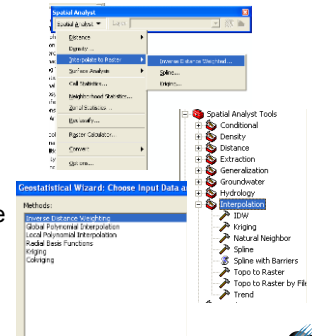 Spatial Analyst
Spatial Analyst
Distance
Density ...
Interpolate to Raster
Surface Analysis
Cell Statistics...
Neighborhood Statistics...
Zonal Statistics...
Reclassify...
Raster Calculator...
Convert
Options...
Inverse Distance Weighted ...
Spline...
Kriging...
Spatial Analyst Tools
Conditional
Density
Distance
Extraction
Generalization
Groundwater
Hydrology
Interpolation
IDW
Kriging
Natural Neighbor
Spline
Spline with Barriers
Topo to Raster
Topo to Raster by File
Trend
Geostatistical Wizard: Choose Input Data a
Methods:
Inverse Distance Weighting
Global Polynomial Interpolation
Local Polynomial Interpolation
Radial Basis Functions
Kriging
Cokriging
e